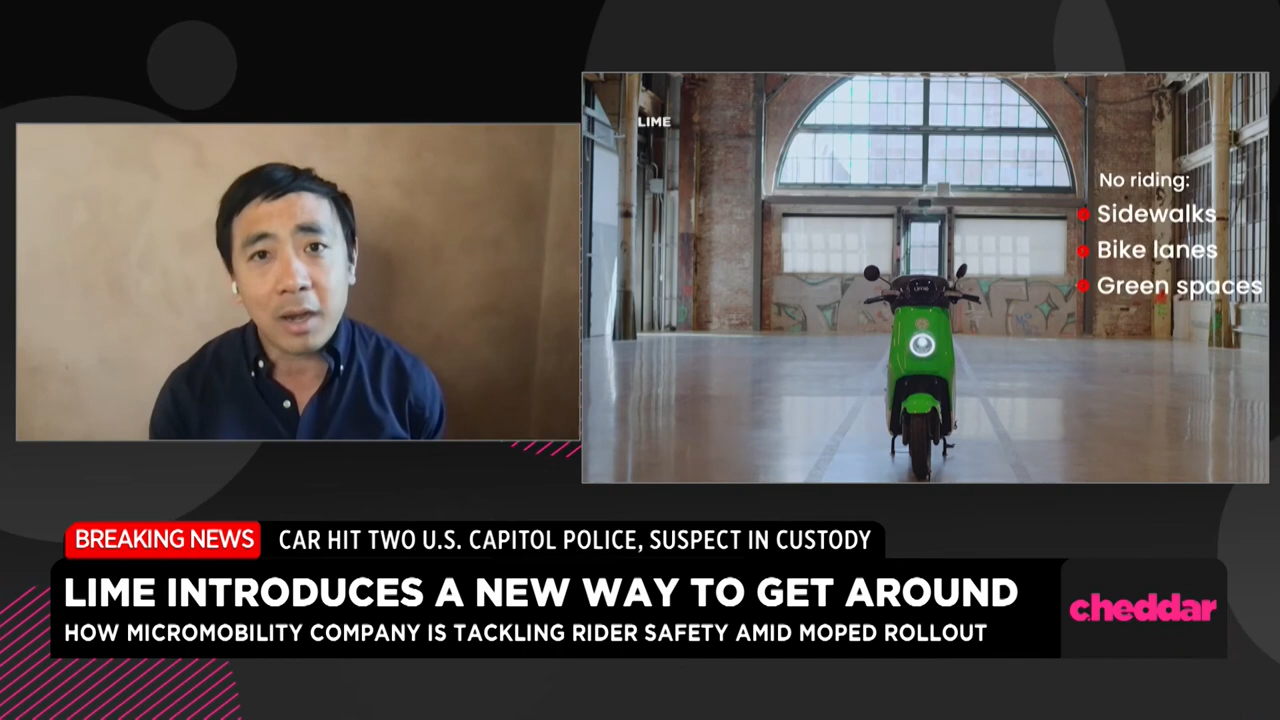 LIME
No riding:
Sidewalks
Bike lanes
Green spaces
BREAKING NEWS
CAR HIT TWO U.S. CAPITOL POLICE, SUSPECT IN CUSTODY
LIME INTRODUCES A NEW WAY TO GET AROUND
HOW MICROMOBILITY COMPANY IS TACKLING RIDER SAFETY AMID MOPED ROLLOUT
cheddar